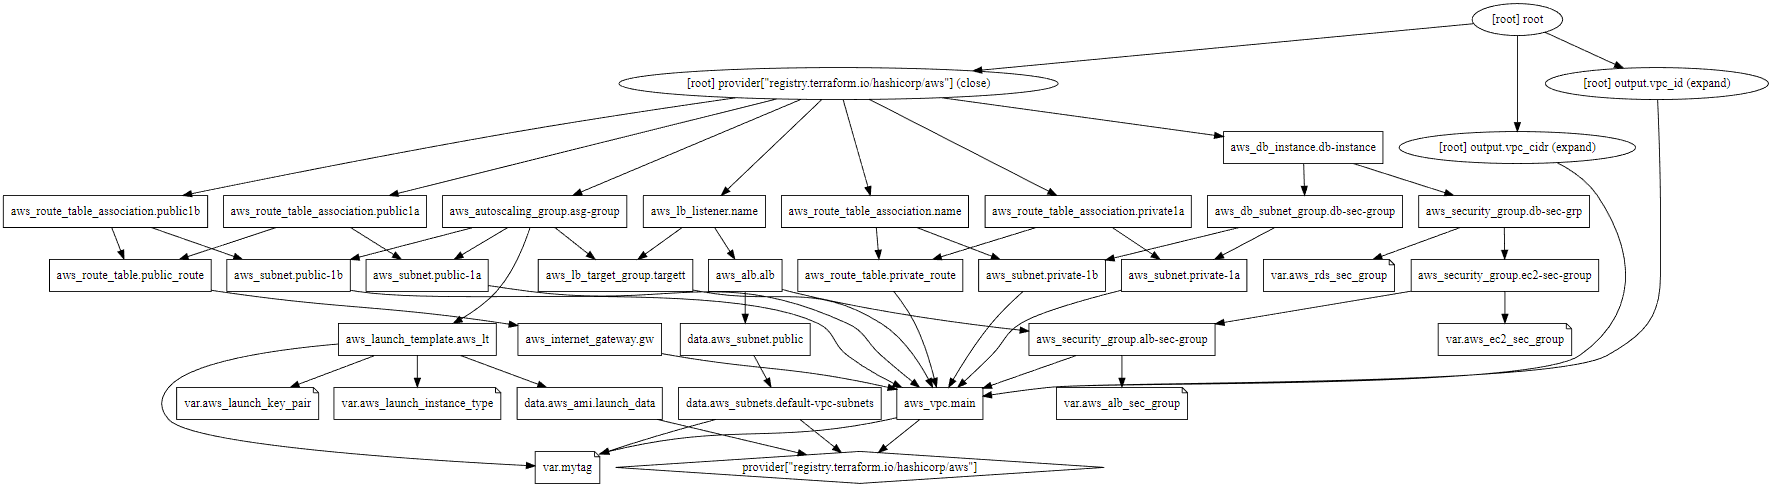 [root] root
[root] provider["registry.terraform.io/hashicorp/aws"] (close)
[root] output.vpc_id (expand)
aws_db_instance.db-instance
[root] output.vpc_cidr (expand)
aws_route_table_association.public1b
aws_route_table_association.public1a
aws_autoscaling_group.asg-group
aws_lb_listener.name
aws_route_table_association.name
aws_route_table_association.private1a
aws_db_subnet_group.db-sec-group
aws_security_group.db-sec-grp
aws_route_table.public_route
aws_subnet.public-1b
aws_subnet.public-1a
aws_lb_target_group.targett
aws_alb.alb
aws_route_table.private_route
aws_subnet.private-1b
aws_subnet.private-1a
var.aws_rds_sec_group
aws_security_group.ec2-sec-group
aws_launch_template.aws_lt
aws_internet_gateway.gw
data.aws_subnet.public
aws_security_group.alb-sec-group
var.aws_ec2_sec_group
var.aws_launch_key_pair
var.aws_launch_instance_type
data.aws_ami.launch_data
data.aws_subnets.default-vpc-subnets
aws_vpc.main
var.aws_alb_sec_group
var.mytag
provider["registry.terraform.io/hashicorp/aws"]